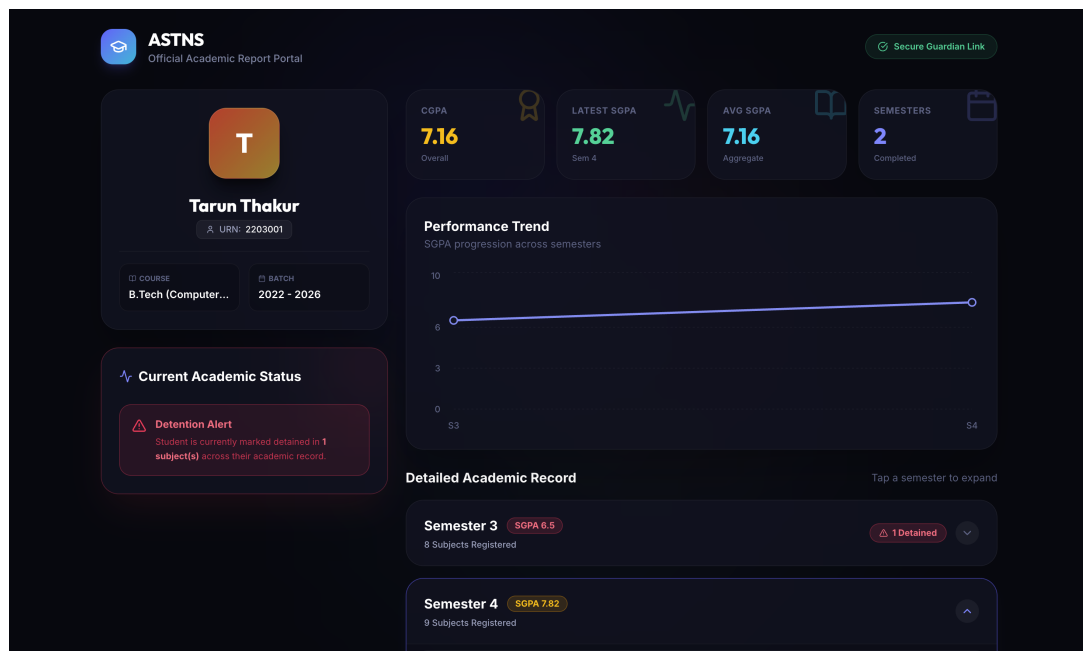 ASTNS
Official Academic Report Portal
Secure Guardian Link
T
Tarun Thakur
URN: 2203001
COURSE
B.Tech (Computer...
BATCH
2022 - 2026
Current Academic Status
Detention Alert
Student is currently marked detained in 1
subject(s) across their academic record.
CGPA
7.16
Overall
LATEST SGPA
7.82
Sem 4
AVG SGPA
7.16
Aggregate
SEMESTERS
2
Completed
Performance Trend
SGPA progression across semesters
10
6
3
0
S3
S4
Detailed Academic Record
Tap a semester to expand
Semester 3
SGPA 6.5
8 Subjects Registered
1 Detained
Semester 4
SGPA 7.82
9 Subjects Registered